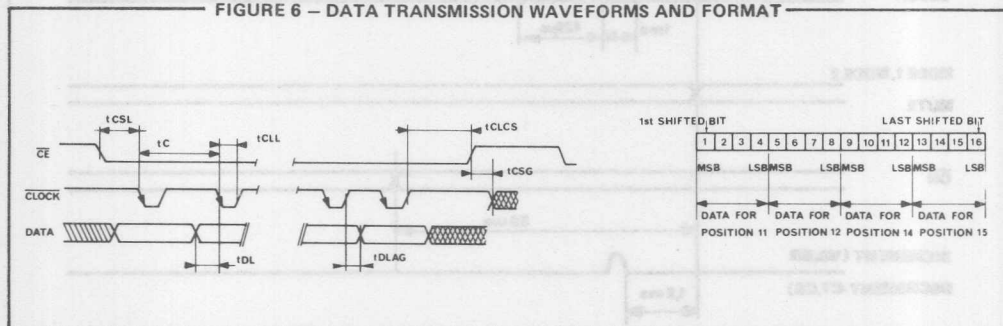 FIGURE 6 – DATA TRANSMISSION WAVEFORMS AND FORMAT
tCSL
tC
tCLL
tCLCS
CE
tCSG
CLOCK
DATA
tDL
tDLAG
1st SHIFTED BIT
LAST SHIFTED BIT
1 2 3 4 5 6 7 8 9 10 11 12 13 14 15 16
MSB LSB MSB LSB MSB LSB MSB LSB
DATA FOR DATA FOR DATA FOR DATA FOR
POSITION 11 POSITION 12 POSITION 14 POSITION 15